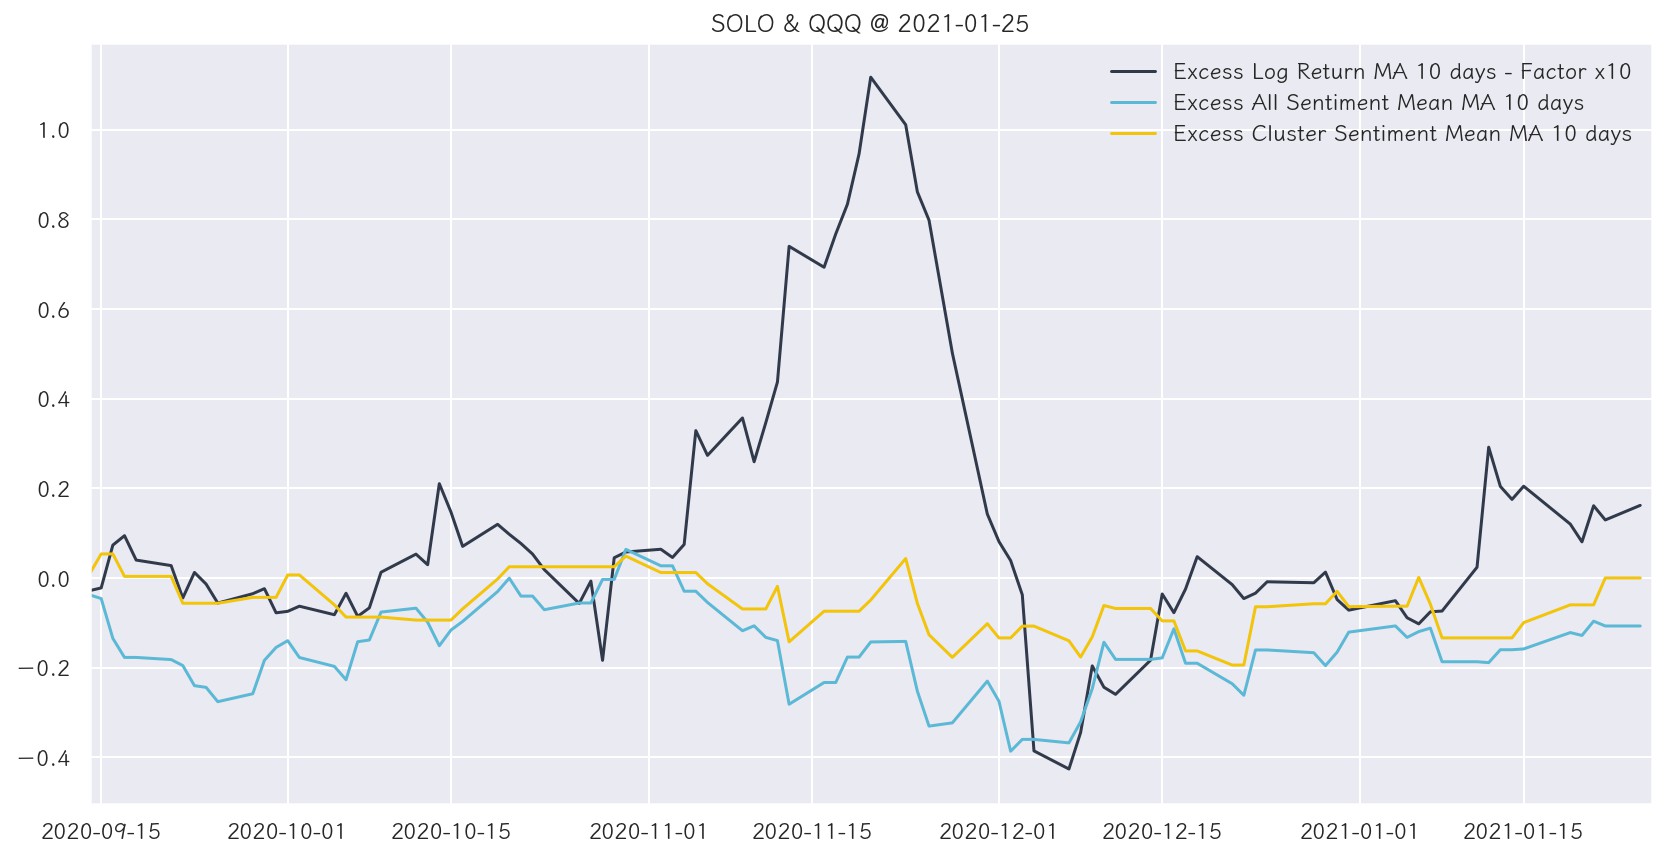 SOLO & QQQ @ 2021-01-25
Excess Log Return MA 10 days - Factor x10
Excess All Sentiment Mean MA 10 days
Excess Cluster Sentiment Mean MA 10 days
1.0
0.8
0.6
0.4
0.2
0.0
−0.2
−0.4
2020-09-15 2020-10-01 2020-10-15 2020-11-01 2020-11-15 2020-12-01 2020-12-15 2021-01-01 2021-01-15